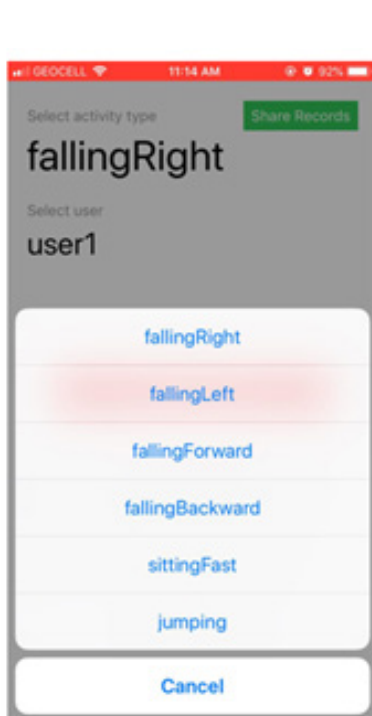 GEOCELL 11:14 AM 92%
Select activity type
Share Records
fallingRight
Select user
user1
fallingRight
fallingLeft
fallingForward
fallingBackward
sittingFast
jumping
Cancel